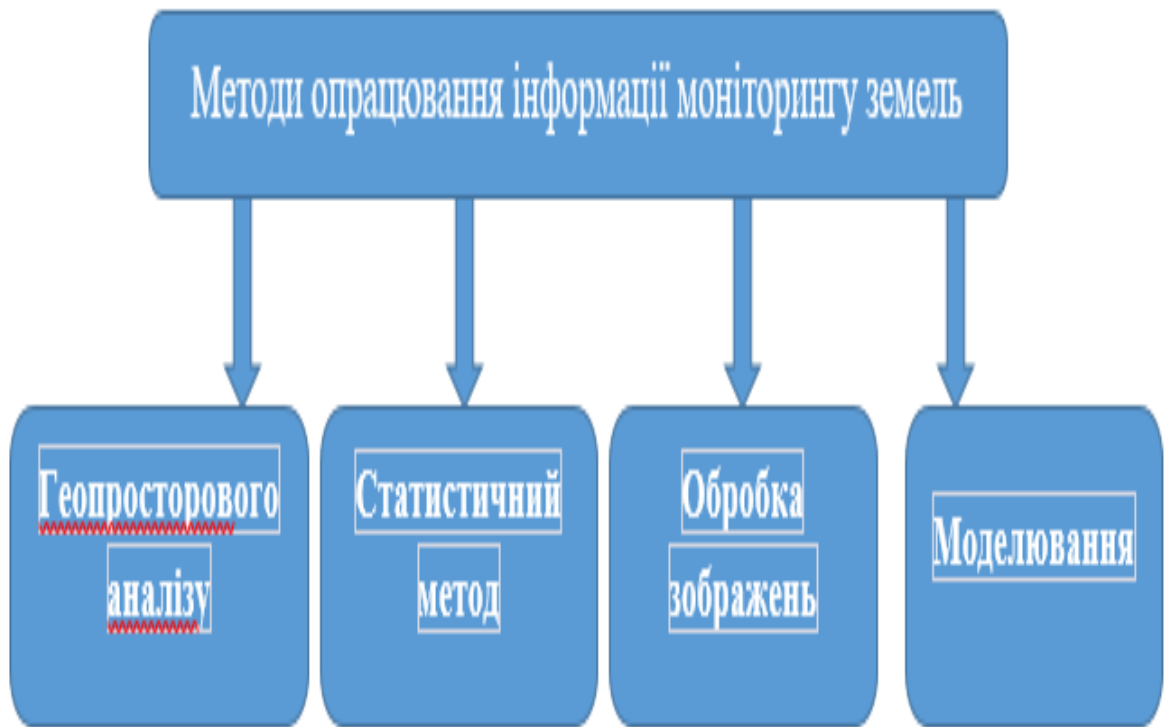 Методи опрацювання інформації моніторингу земель
Геопросторового
аналізу
Статистичний
метод
Обробка
зображень
Моделювання